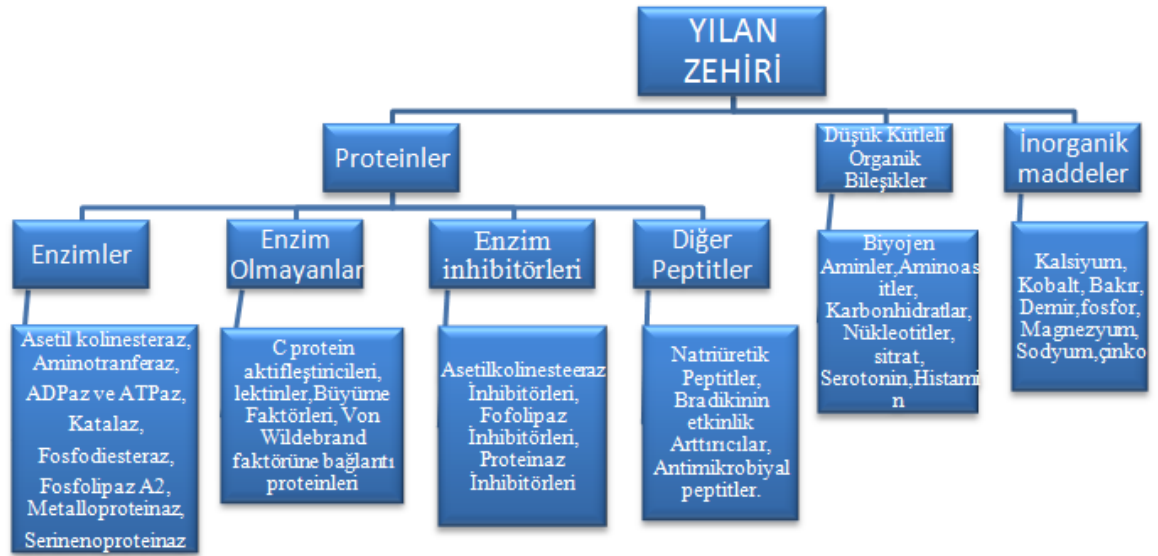 YILAN
ZEHİRİ
Proteinler
Düşük Kütleli
Organik
Bileşikler
İnorganik
maddeler
Enzimler
Enzim
Olmayanlar
Enzim
inhibitörleri
Diğer
Peptitler
Asetil kolinesteraz,
Aminotranferaz,
ADPaz ve ATPaz,
Katalaz,
Fosfodiesteraz,
Fosfolipaz A2,
Metalloproteinaz,
Serinenoproteinaz
C protein
aktifleştiricileri,
lektinler,Büyüme
Faktörleri, Von
Wildebrand
faktörüne bağlantı
proteinleri
Asetilkolinesteeraz
İnhibitörleri,
Fofolipaz
İnhibitörleri,
Proteinaz
İnhibitörleri
Natriüretik
Peptitler,
Bradikinin
etkinlik
Arttırıcılar,
Antimikrobiyal
peptitler.
Biyojen
Aminler,Aminoas
itler,
Karbonhidratlar,
Nükleotitler,
sitrat,
Serotonin,Histami
n
Kalsiyum,
Kobalt, Bakır,
Demir,fosfor,
Magnezyum,
Sodyum,çinko